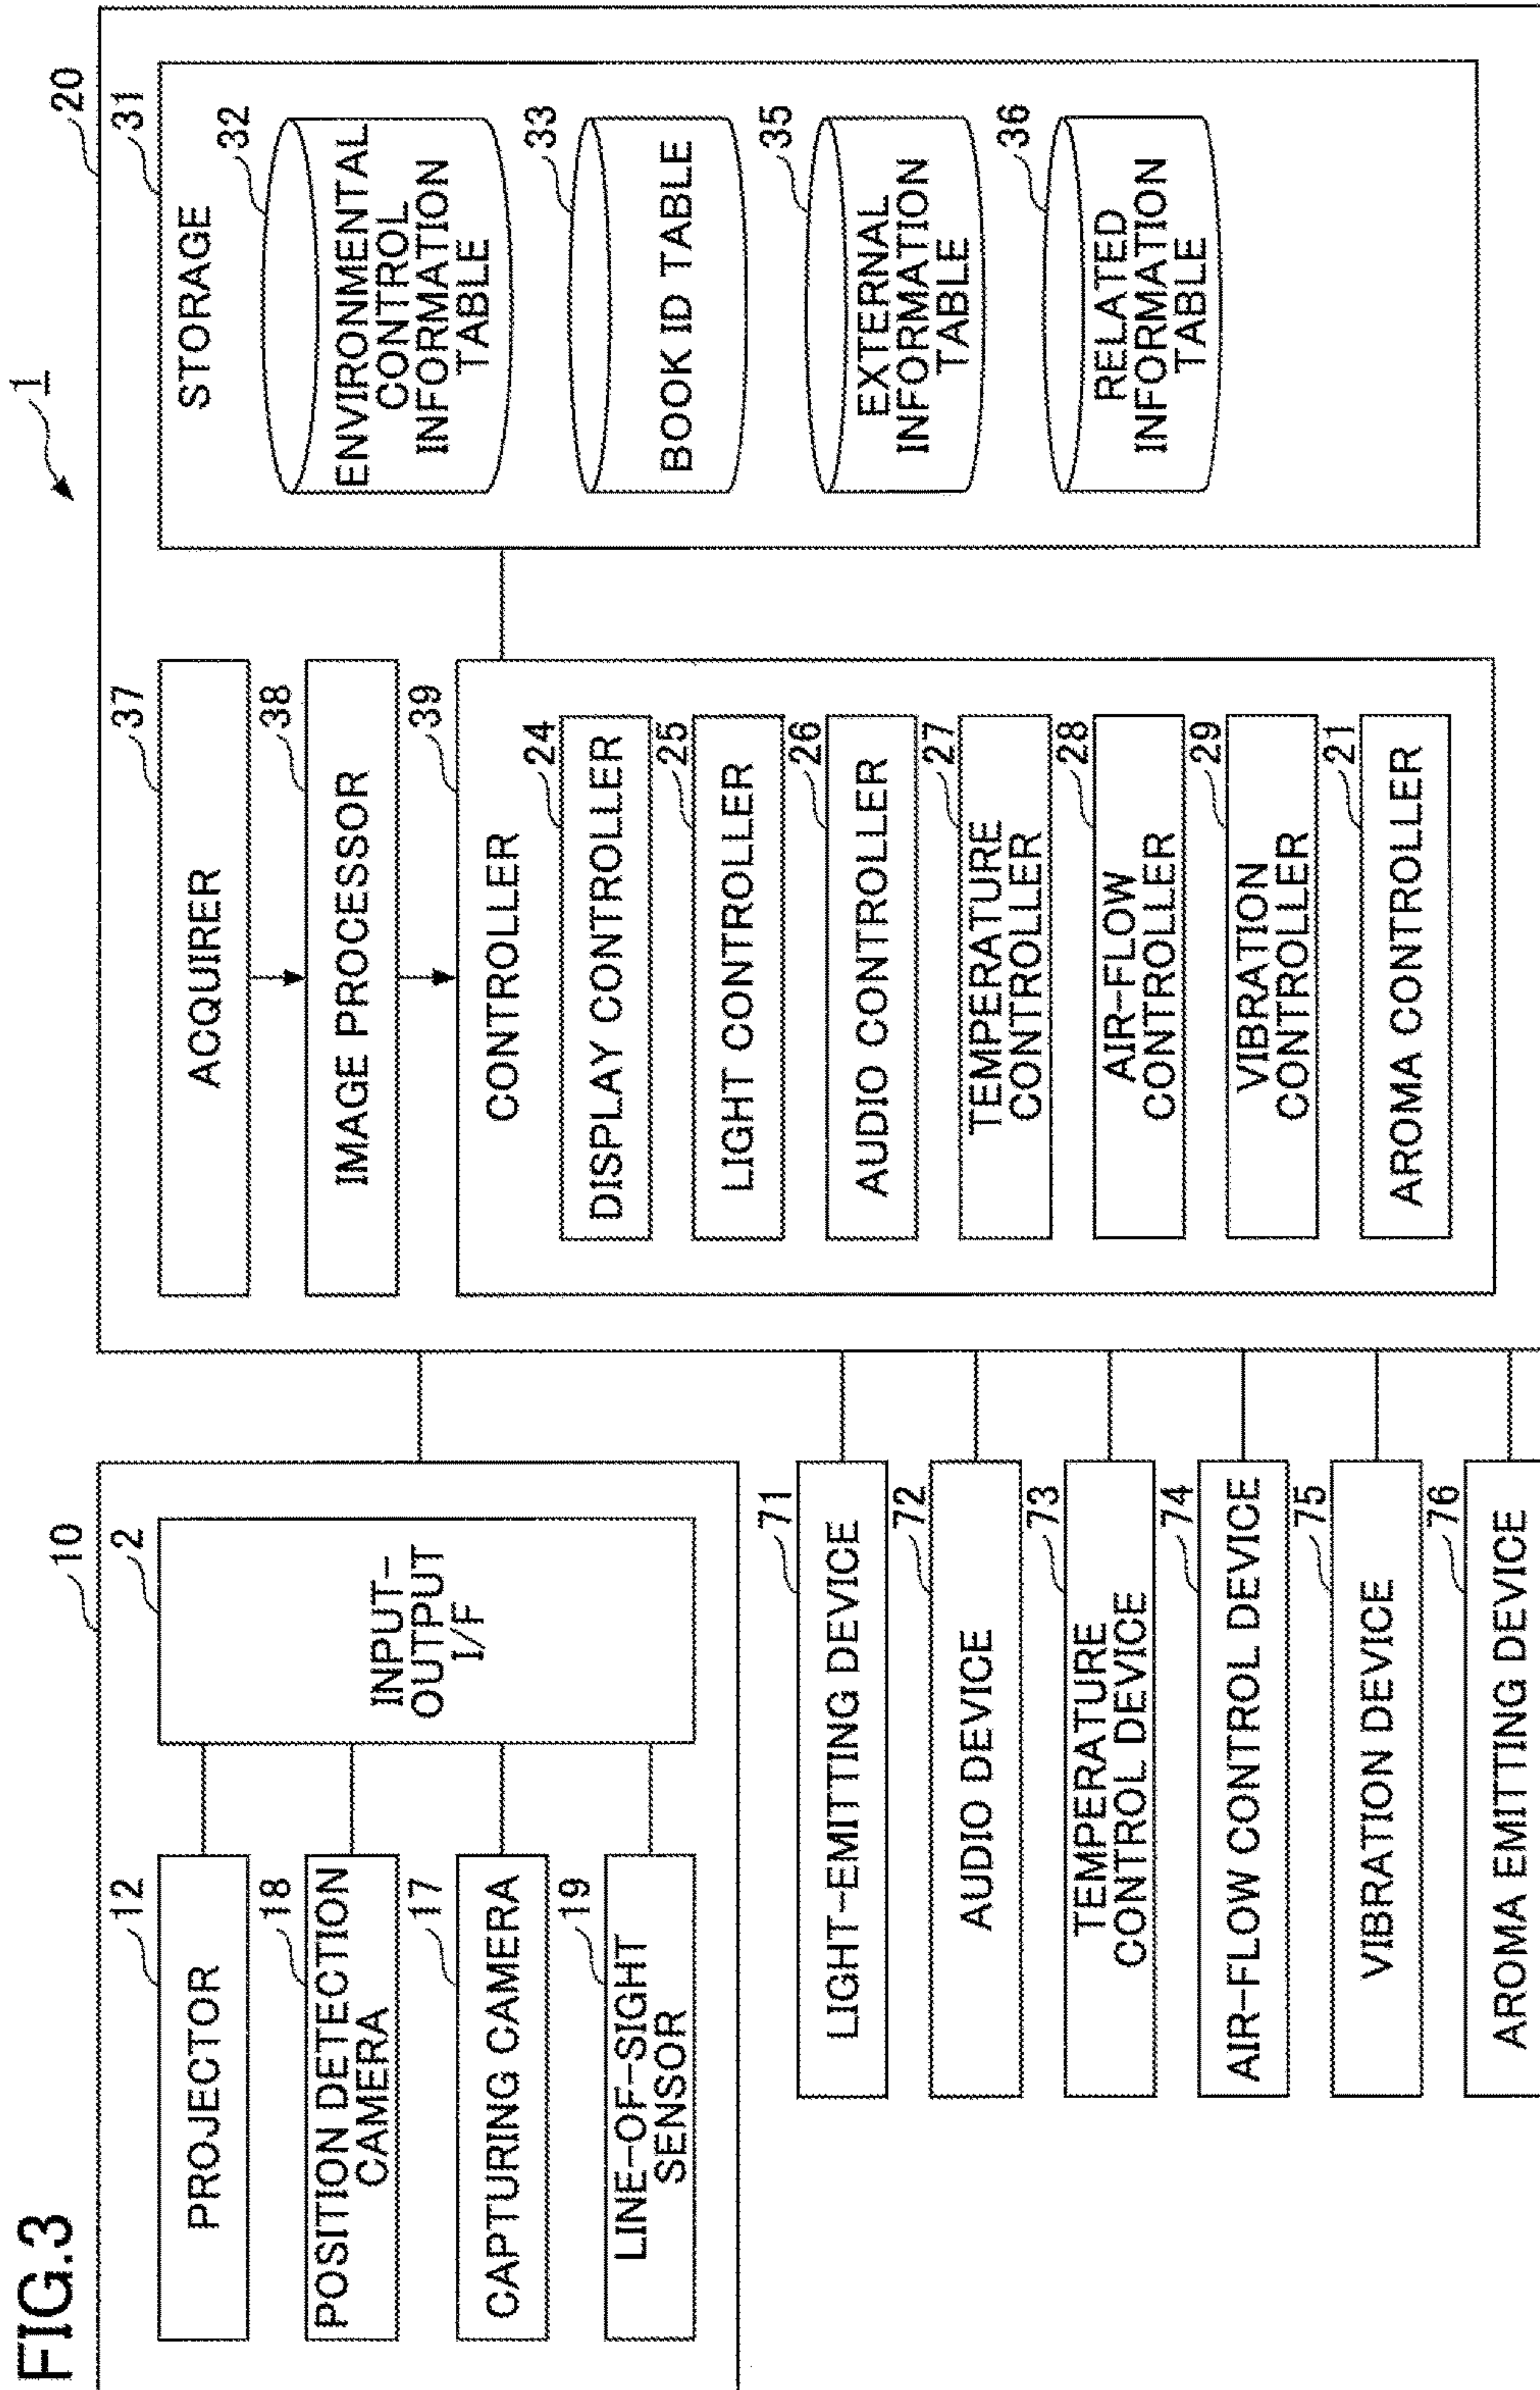 FIG.3
1
10
12
PROJECTOR
18
POSITION DETECTION
CAMERA
17
CAPTURING CAMERA
19
LINE-OF-SIGHT
SENSOR
2
INPUT-
OUTPUT
I/F
71
LIGHT-EMITTING DEVICE
72
AUDIO DEVICE
73
TEMPERATURE
CONTROL DEVICE
74
AIR-FLOW CONTROL DEVICE
75
VIBRATION DEVICE
76
AROMA EMITTING DEVICE
20
37
ACQUIRER
38
IMAGE PROCESSOR
39
CONTROLLER
24
DISPLAY CONTROLLER
25
LIGHT CONTROLLER
26
AUDIO CONTROLLER
27
TEMPERATURE
CONTROLLER
28
AIR-FLOW
CONTROLLER
29
VIBRATION
CONTROLLER
21
AROMA CONTROLLER
31
STORAGE
32
ENVIRONMENTAL
CONTROL
INFORMATION
TABLE
33
BOOK ID TABLE
35
EXTERNAL
INFORMATION
TABLE
36
RELATED
INFORMATION
TABLE